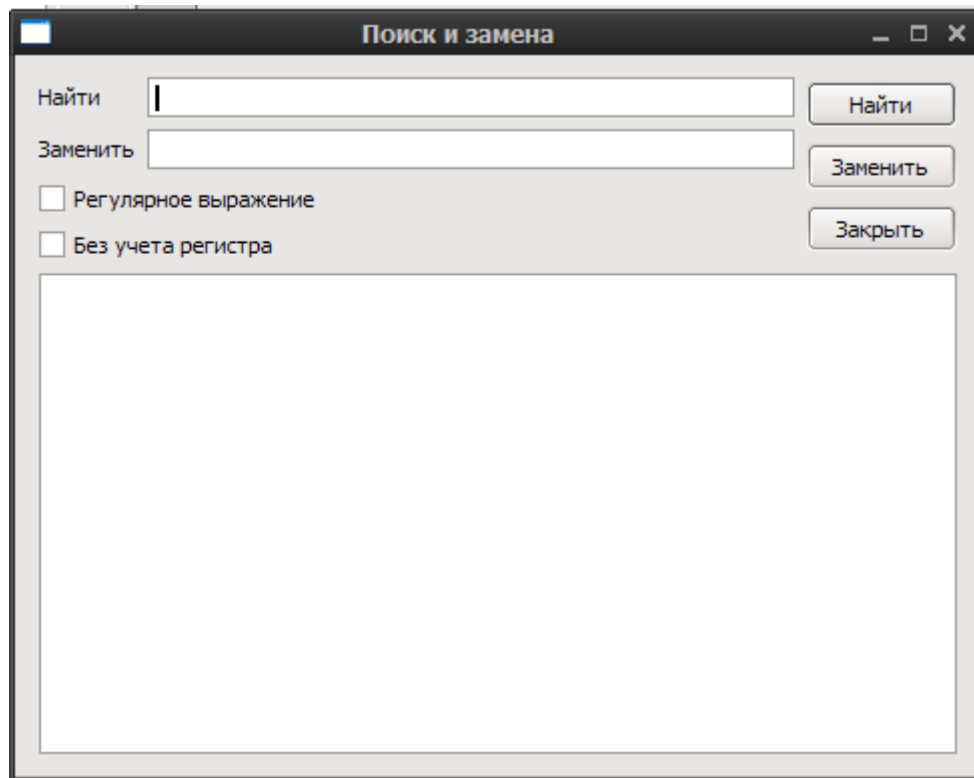 Поиск и замена
Найти
Найти
Заменить
Заменить
Регулярное выражение
Закрыть
Без учета регистра